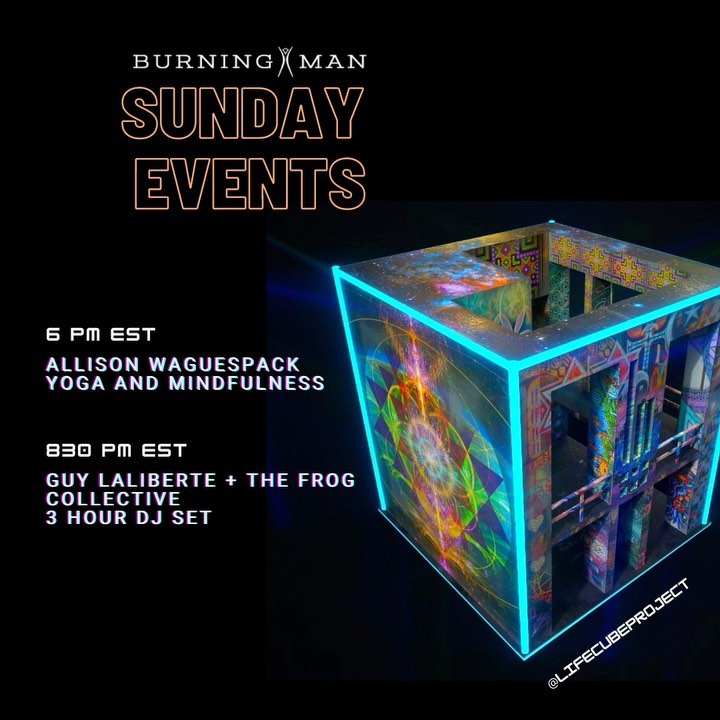 BURNING MAN
SUNDAY
EVENTS
6 PM EST
ALLISON WAGUESPACK
YOGA AND MINDFULNESS
830 PM EST
GUY LALIBERTE + THE FROG
COLLECTIVE
3 HOUR DJ SET
@LIFECUBEPROJECT